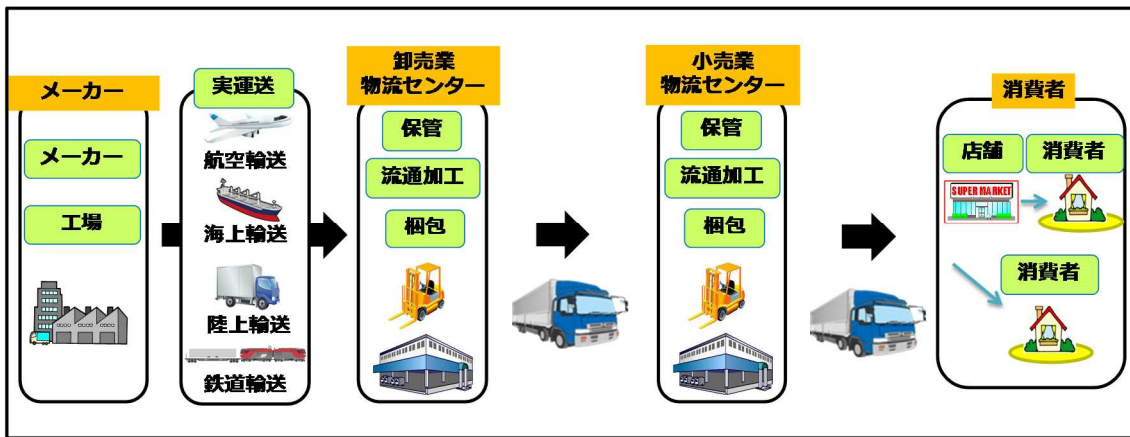 メーカー
メーカー
工場
実運送
航空輸送
海上輸送
陸上輸送
鉄道輸送
卸売業
物流センター
保管
流通加工
梱包
小売業
物流センター
保管
流通加工
梱包
消費者
店舗
消費者
SUPER MARKET
消費者